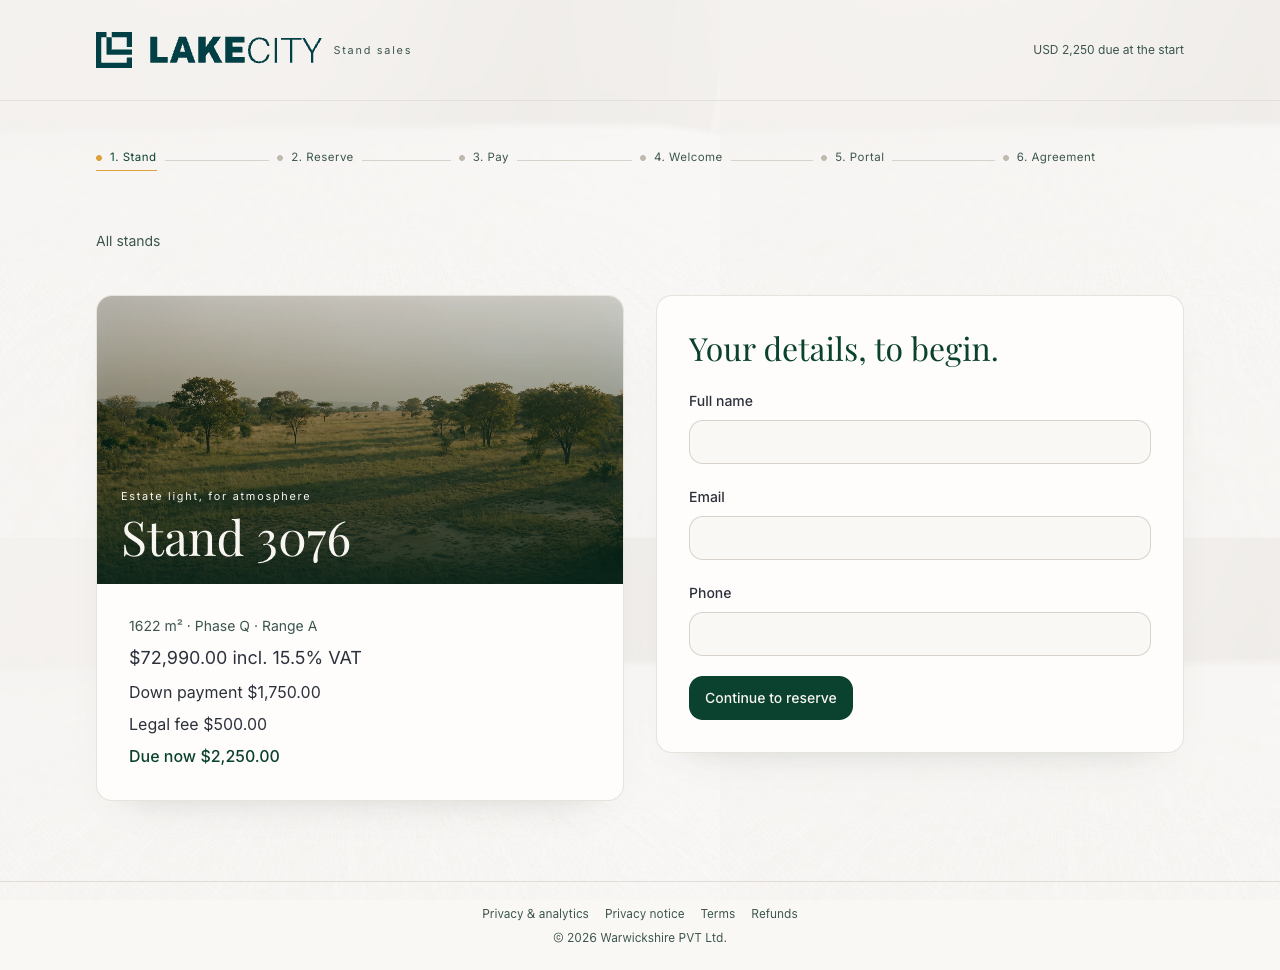 LAKECITY Stand sales
USD 2,250 due at the start
1. Stand
2. Reserve
3. Pay
4. Welcome
5. Portal
6. Agreement
All stands
Estate light, for atmosphere
Stand 3076
1622 m² · Phase Q · Range A
$72,990.00 incl. 15.5% VAT
Down payment $1,750.00
Legal fee $500.00
Due now $2,250.00
Your details, to begin.
Full name
Email
Phone
Continue to reserve
Privacy & analytics Privacy notice Terms Refunds
© 2026 Warwickshire PVT Ltd.